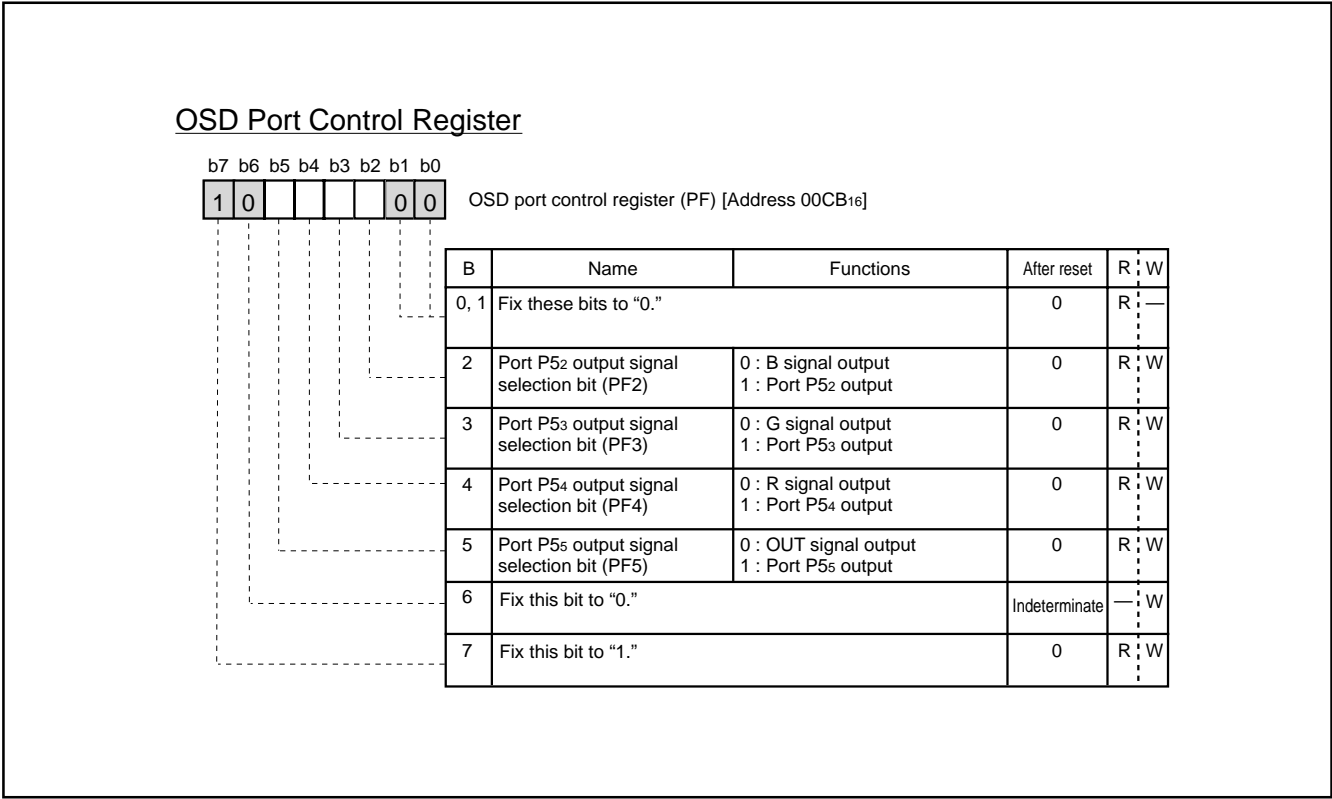 OSD Port Control Register
b7 b6 b5 b4 b3 b2 b1 b0
1 0 0 0
OSD port control register (PF) [Address 00CB16]
B Name Functions After reset R W
0, 1 Fix these bits to “0.” 0 R —
2 Port P52 output signal selection bit (PF2) 0 : B signal output 1 : Port P52 output 0 R W
3 Port P53 output signal selection bit (PF3) 0 : G signal output 1 : Port P53 output 0 R W
4 Port P54 output signal selection bit (PF4) 0 : R signal output 1 : Port P54 output 0 R W
5 Port P55 output signal selection bit (PF5) 0 : OUT signal output 1 : Port P55 output 0 R W
6 Fix this bit to “0.” Indeterminate — W
7 Fix this bit to “1.” 0 R W